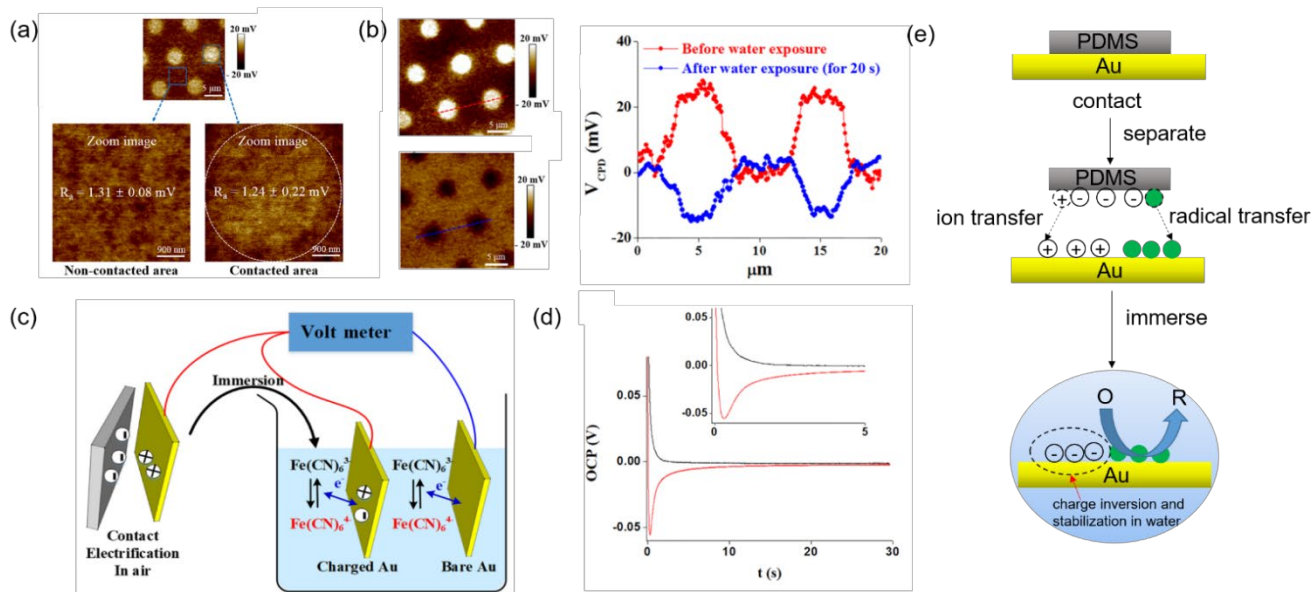 (a)
20 mV
- 20 mV
5 μm
Zoom image
Rₐ = 1.31 ± 0.08 mV
900 nm
Non-contacted area
Zoom image
Rₐ = 1.24 ± 0.22 mV
900 nm
Contacted area
(b)
20 mV
- 20 mV
5 μm
20 mV
- 20 mV
5 μm
Before water exposure
After water exposure (for 20 s)
V_CPD (mV)
40
20
0
-20
0 5 10 15 20
μm
(c)
Volt meter
Immersion
Fe(CN)₆³⁻
e⁻
Fe(CN)₆⁴⁻
Fe(CN)₆³⁻
e⁻
Fe(CN)₆⁴⁻
Contact
Electrification
In air
Charged Au
Bare Au
(d)
OCP (V)
0.05
0.00
-0.05
0 10 20 30
t (s)
0.05
0.00
-0.05
0 5
(e)
PDMS
Au
contact
separate
PDMS
+ - - -
ion transfer
radical transfer
+ + +
Au
immerse
O R
- - -
Au
charge inversion and
stabilization in water